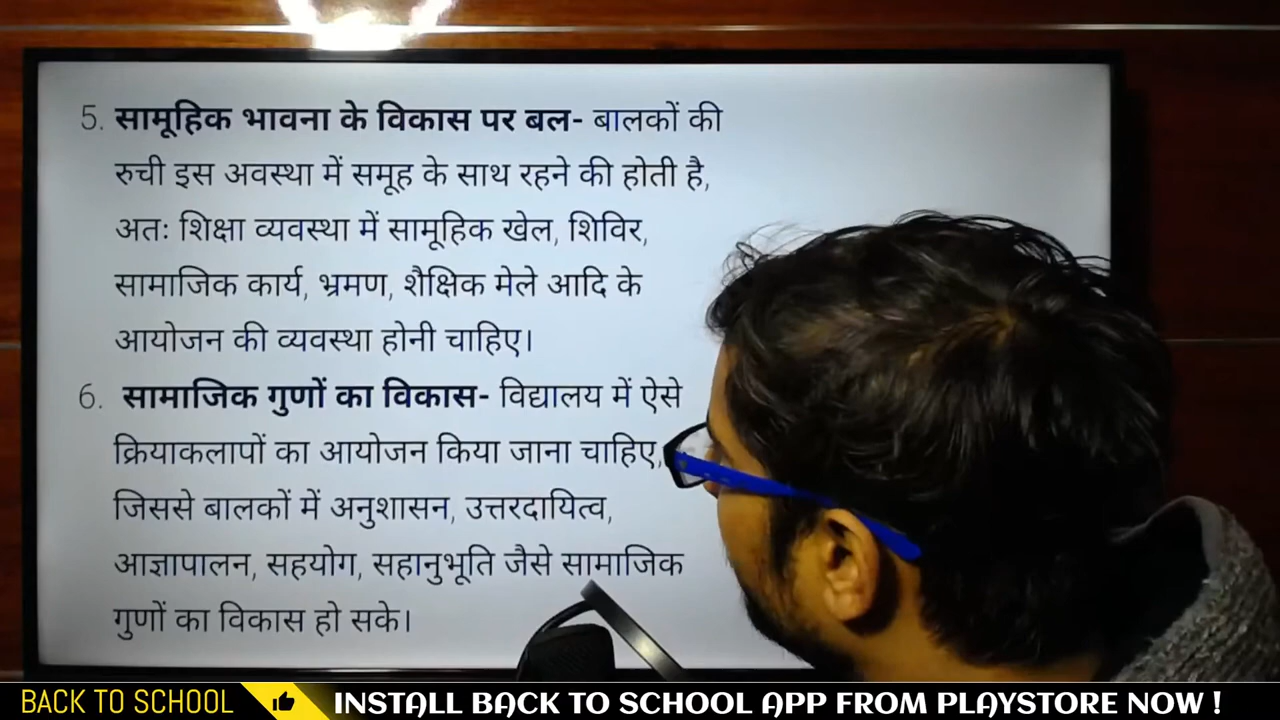 5. सामूहिक भावना के विकास पर बल- बालकों की
रुची इस अवस्था में समूह के साथ रहने की होती है,
अतः शिक्षा व्यवस्था में सामूहिक खेल, शिविर,
सामाजिक कार्य, भ्रमण, शैक्षिक मेले आदि के
आयोजन की व्यवस्था होनी चाहिए।
6. सामाजिक गुणों का विकास- विद्यालय में ऐसे
क्रियाकलापों का आयोजन किया जाना चाहिए,
जिससे बालकों में अनुशासन, उत्तरदायित्व,
आज्ञापालन, सहयोग, सहानुभूति जैसे सामाजिक
गुणों का विकास हो सके।
BACK TO SCHOOL INSTALL BACK TO SCHOOL APP FROM PLAYSTORE NOW !